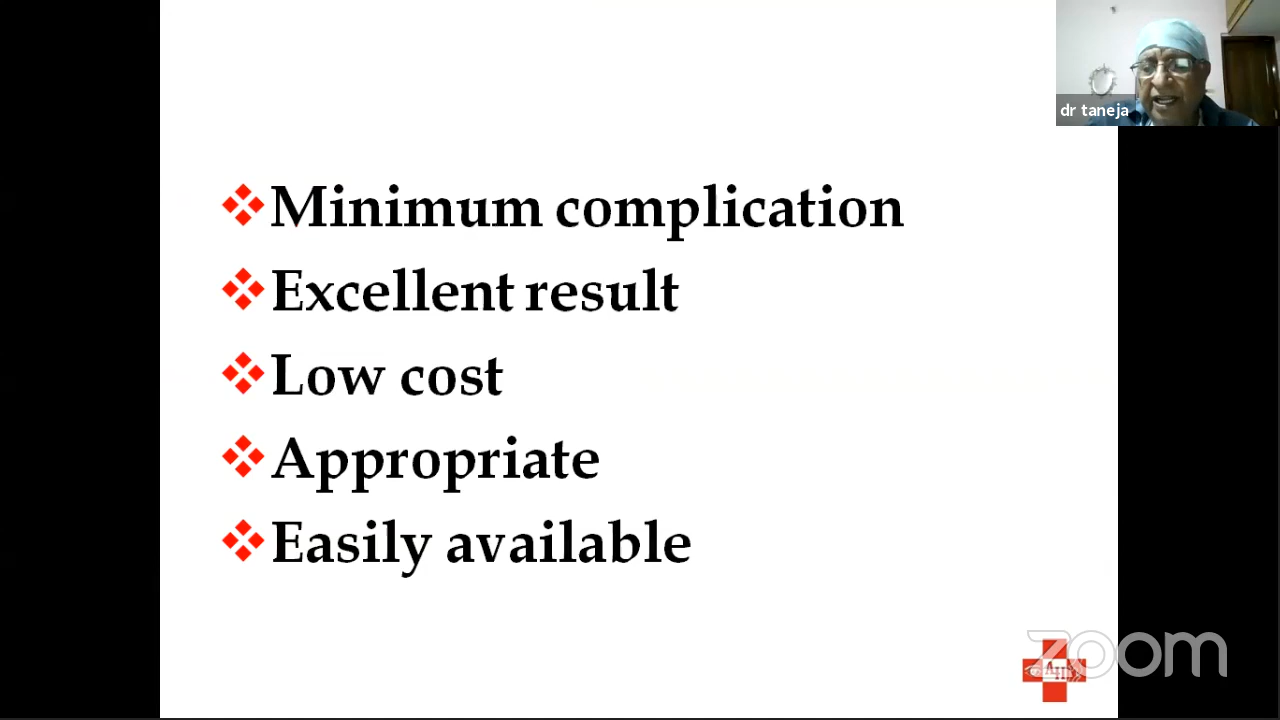 dr taneja
Minimum complication
Excellent result
Low cost
Appropriate
Easily available
zoom